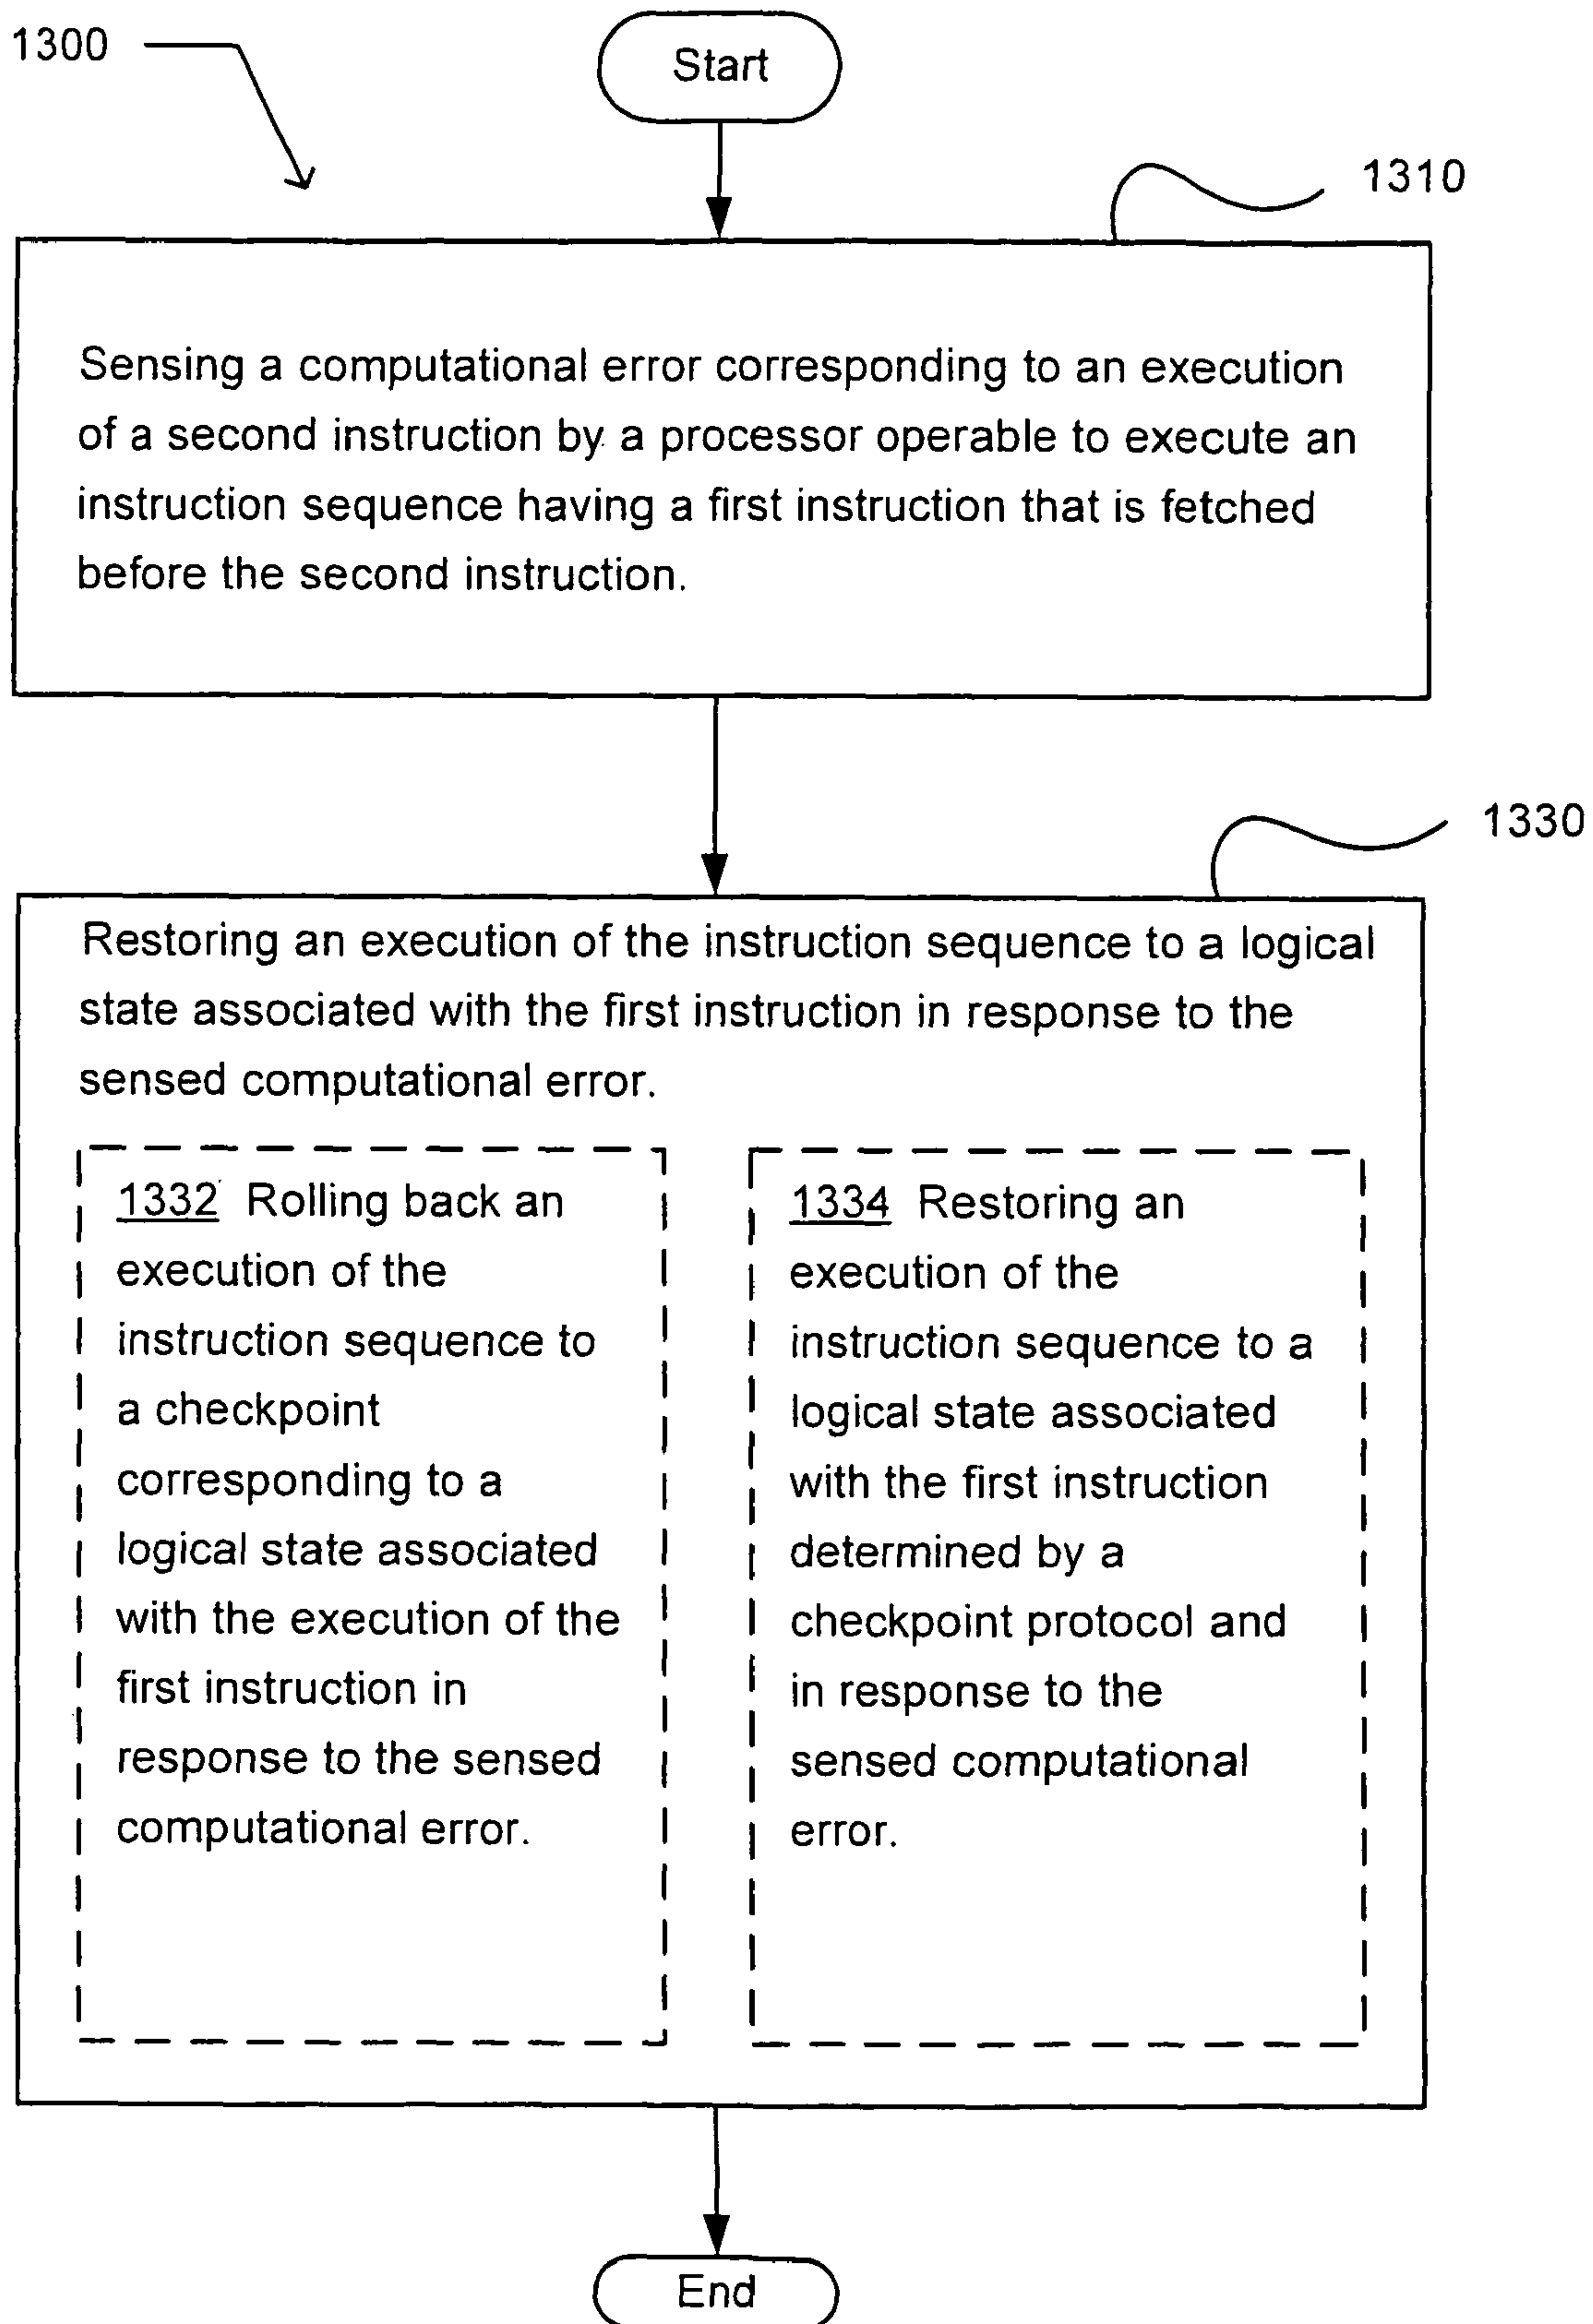 1300
Start
1310
Sensing a computational error corresponding to an execution
of a second instruction by a processor operable to execute an
instruction sequence having a first instruction that is fetched
before the second instruction.
1330
Restoring an execution of the instruction sequence to a logical
state associated with the first instruction in response to the
sensed computational error.
1332 Rolling back an
execution of the
instruction sequence to
a checkpoint
corresponding to a
logical state associated
with the execution of the
first instruction in
response to the sensed
computational error.
1334 Restoring an
execution of the
instruction sequence to a
logical state associated
with the first instruction
determined by a
checkpoint protocol and
in response to the
sensed computational
error.
End